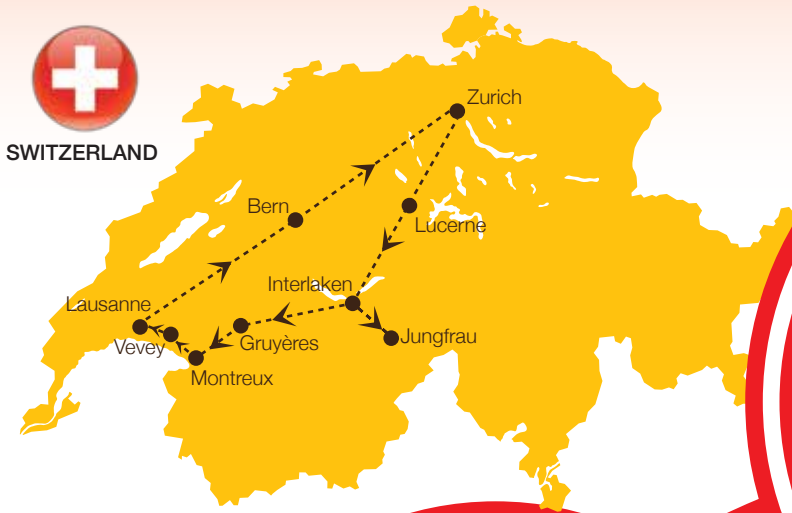 SWITZERLAND
Zurich
Bern
Lucerne
Interlaken
Lausanne
Vevey
Gruyères
Jungfrau
Montreux